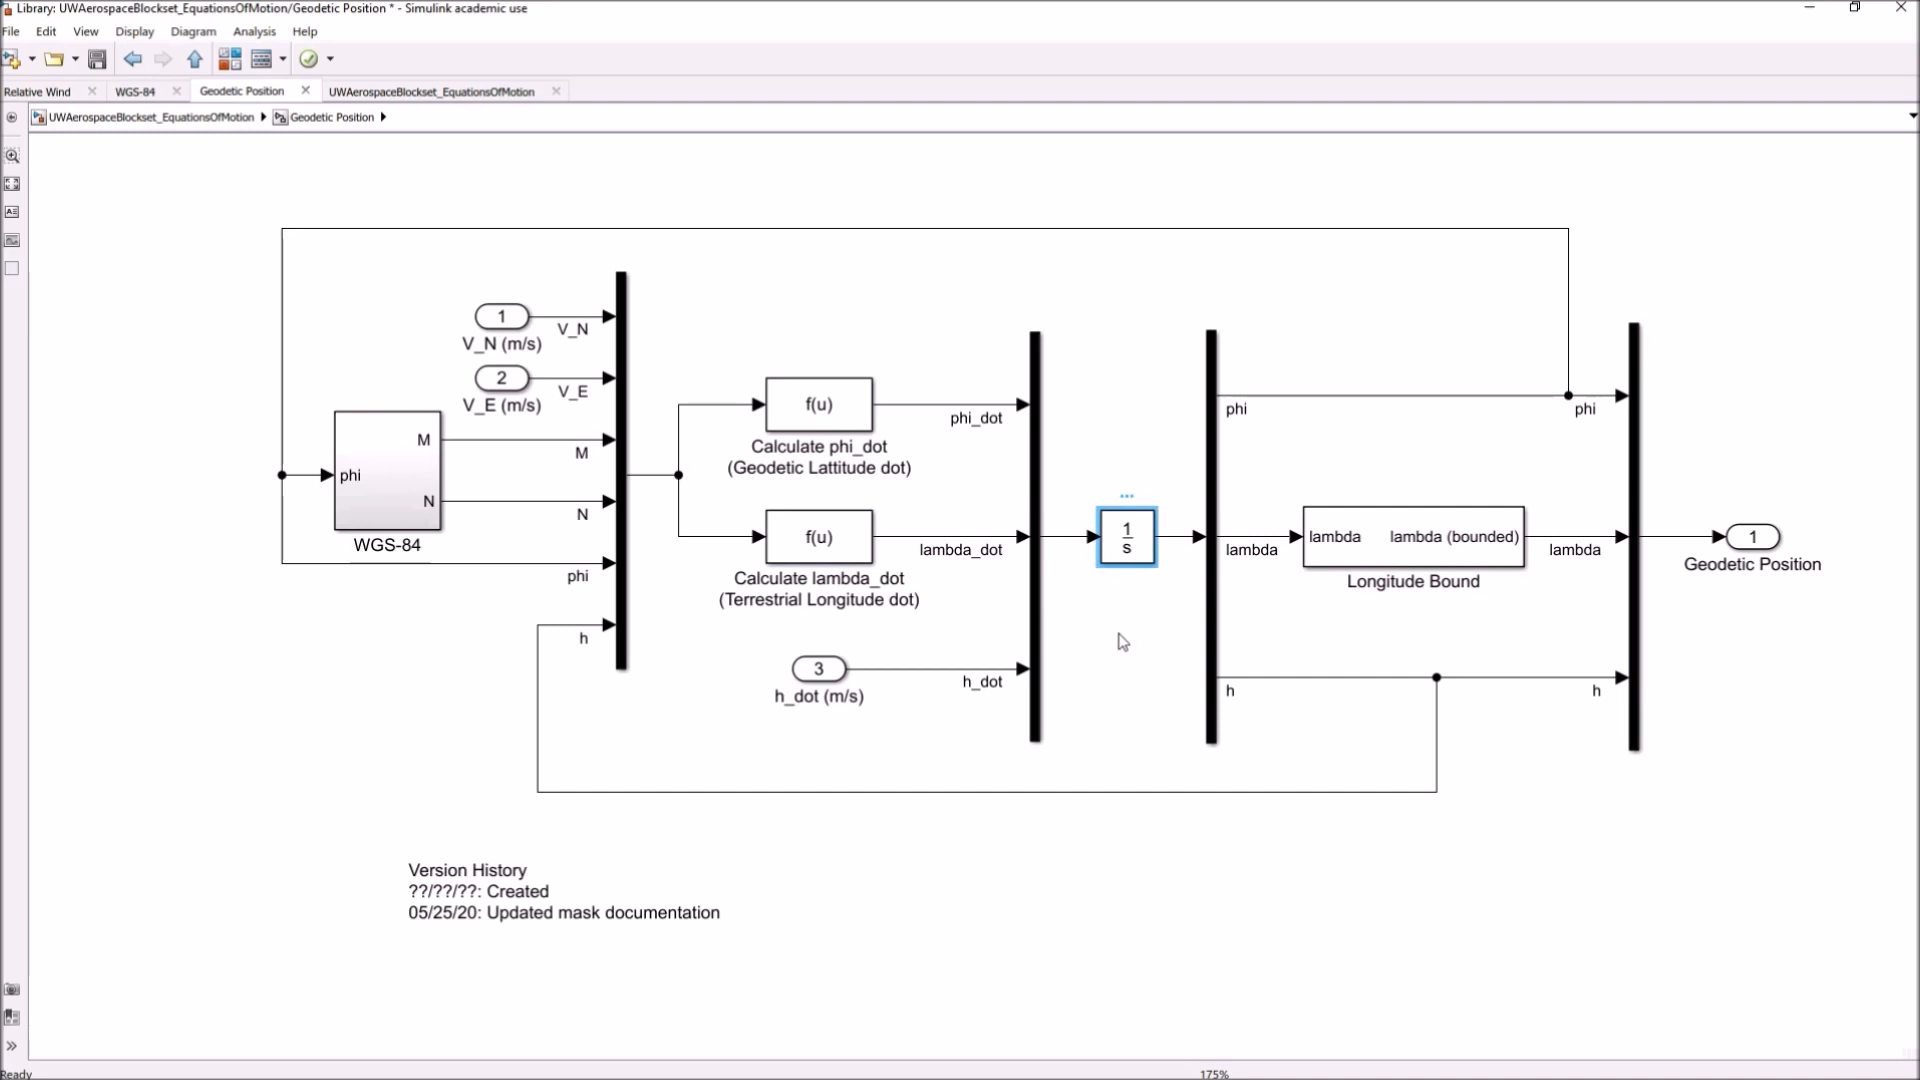 Library: UWAerospaceBlockset_EquationsOfMotion/Geodetic Position * - Simulink academic use
File Edit View Display Diagram Analysis Help
Relative Wind WGS-84 Geodetic Position UWAerospaceBlockset_EquationsOfMotion
UWAerospaceBlockset_EquationsOfMotion Geodetic Position
1
V_N
V_N (m/s)
2
V_E
V_E (m/s)
phi
M
N
WGS-84
M
N
phi
h
f(u)
phi_dot
Calculate phi_dot
(Geodetic Lattitude dot)
f(u)
lambda_dot
Calculate lambda_dot
(Terrestrial Longitude dot)
3
h_dot
h_dot (m/s)
...
1
s
phi
phi
lambda
lambda lambda (bounded)
lambda
Longitude Bound
h
h
1
Geodetic Position
Version History
??/??/??: Created
05/25/20: Updated mask documentation
Ready
175%